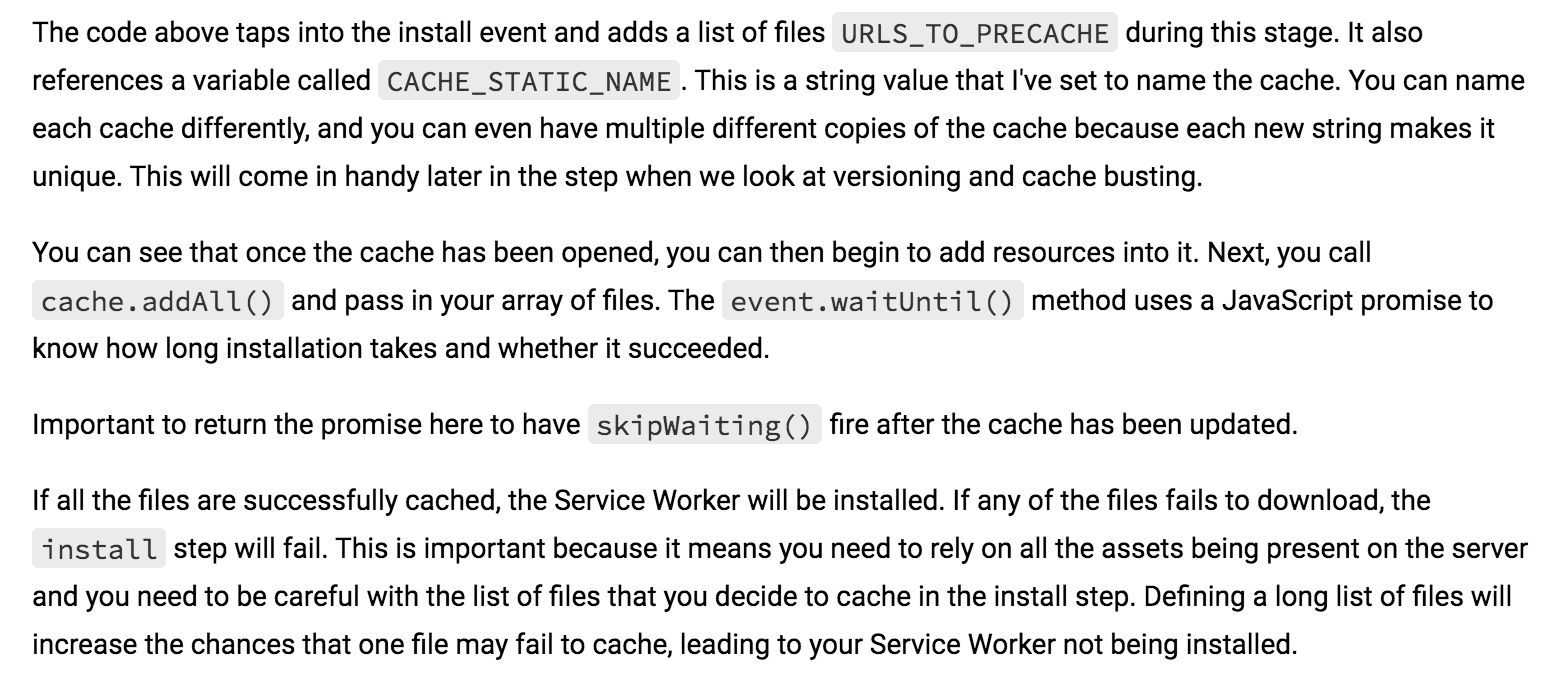 The code above taps into the install event and adds a list of files URLS_TO_PRECACHE during this stage. It also
references a variable called CACHE_STATIC_NAME. This is a string value that I've set to name the cache. You can name
each cache differently, and you can even have multiple different copies of the cache because each new string makes it
unique. This will come in handy later in the step when we look at versioning and cache busting.
You can see that once the cache has been opened, you can then begin to add resources into it. Next, you call
cache.addAll() and pass in your array of files. The event.waitUntil() method uses a JavaScript promise to
know how long installation takes and whether it succeeded.
Important to return the promise here to have skipWaiting() fire after the cache has been updated.
If all the files are successfully cached, the Service Worker will be installed. If any of the files fails to download, the
install step will fail. This is important because it means you need to rely on all the assets being present on the server
and you need to be careful with the list of files that you decide to cache in the install step. Defining a long list of files will
increase the chances that one file may fail to cache, leading to your Service Worker not being installed.